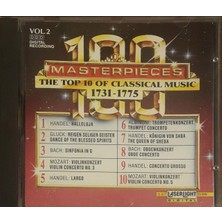 VOL. 2
DIGITAL
RECORDING
100
MASTERPIECES
THE TOP 10 OF CLASSICAL MUSIC
1731-1775
1 HANDEL: HALLELUJA
2 GLUCK: REIGEN SELIGER GEISTER
DANCE OF THE BLESSED SPIRITS
3 BACH: SINFONIA IN G
4 MOZART: VIOLINKONZERT
VIOLIN CONCERTO NO. 3
5 HANDEL: LARGO
6 TROMPETENKONZERT
TRUMPET CONCERTO
7 HANDEL: KÖNIGIN VON SABA
THE QUEEN OF SHEBA
8 BACH: OBOENKONZERT
OBOE CONCERTO
9 HANDEL: CONCERTO GROSSO
10 MOZART: VIOLINKONZERT
VIOLIN CONCERTO NO. 5
LASERLIGHT
DIGITAL